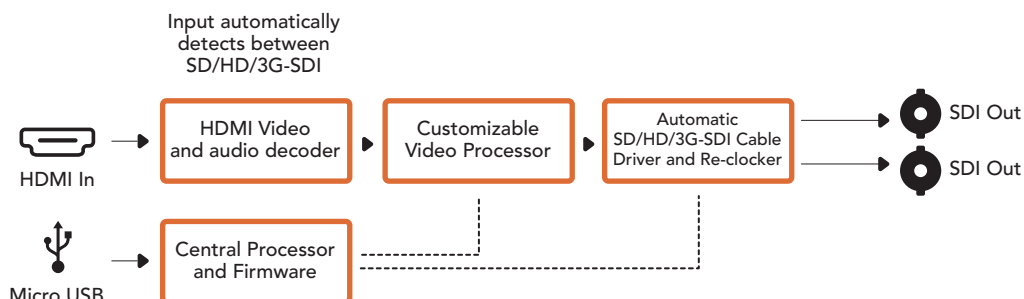 Input automatically
detects between
SD/HD/3G-SDI
HDMI Video
and audio decoder
Customizable
Video Processor
Automatic
SD/HD/3G-SDI Cable
Driver and Re-clocker
SDI Out
SDI Out
HDMI In
Central Processor
and Firmware
Micro USB